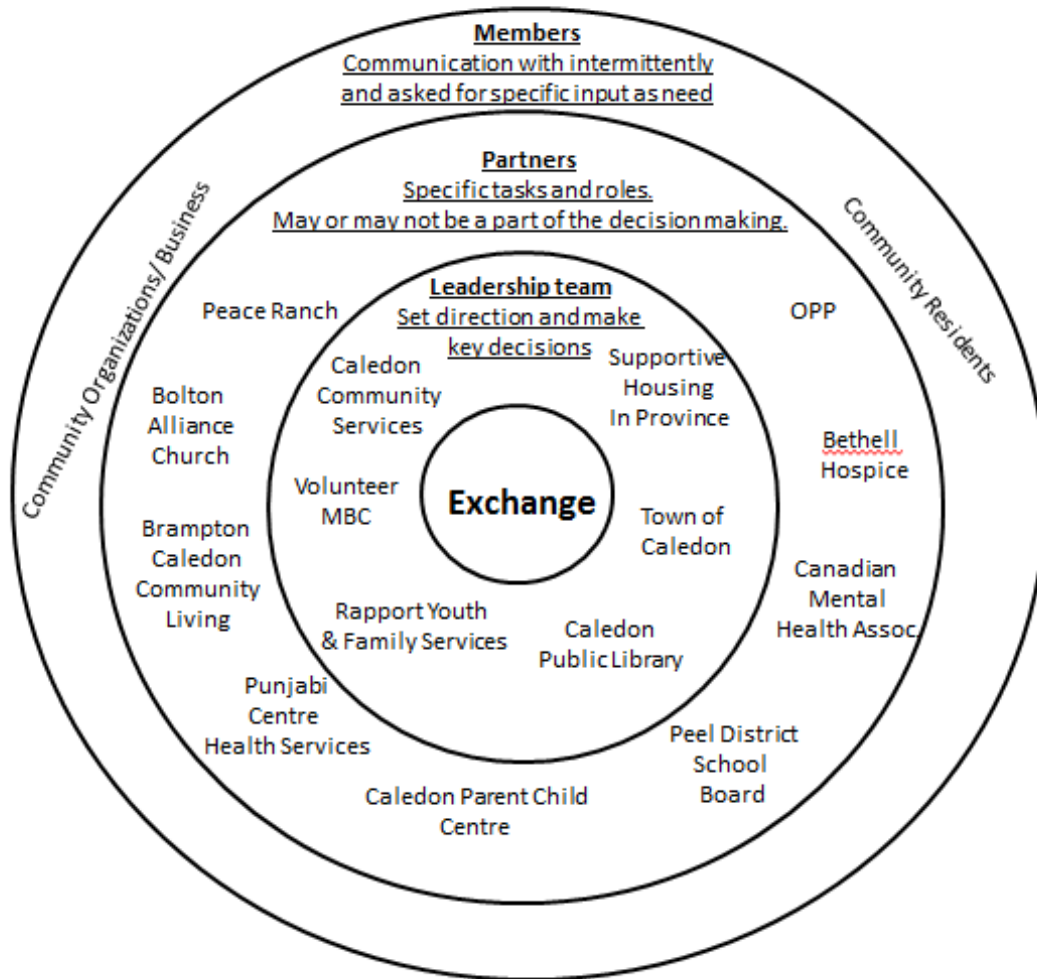 Members
Communication with intermittently
and asked for specific input as need
Partners
Specific tasks and roles.
May or may not be a part of the decision making.
Leadership team
Set direction and make
key decisions
Community Organizations/ Business
Community Residents
Peace Ranch
OPP
Caledon
Community
Services
Supportive
Housing
In Province
Bolton
Alliance
Church
Bethell
Hospice
Volunteer
MBC
Exchange
Town of
Caledon
Brampton
Caledon
Community
Living
Canadian
Mental
Health Assoc.
Rapport Youth
& Family Services
Caledon
Public Library
Punjabi
Centre
Health Services
Peel District
School
Board
Caledon Parent Child
Centre